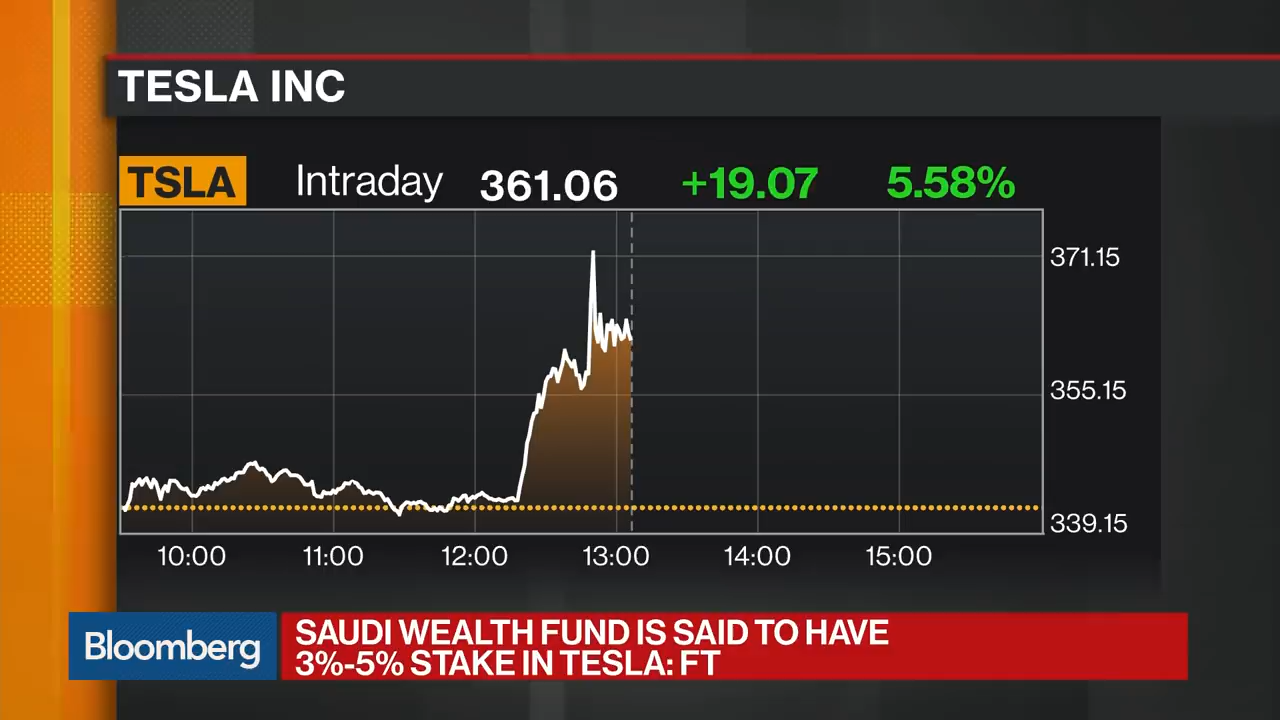 TESLA INC
TSLA Intraday 361.06 +19.07 5.58%
371.15
355.15
339.15
10:00 11:00 12:00 13:00 14:00 15:00
Bloomberg
SAUDI WEALTH FUND IS SAID TO HAVE
3%-5% STAKE IN TESLA: FT